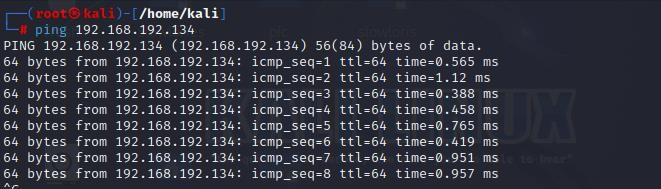 ┌──(root㉿kali)-[/home/kali]
└─# ping 192.168.192.134
PING 192.168.192.134 (192.168.192.134) 56(84) bytes of data.
64 bytes from 192.168.192.134: icmp_seq=1 ttl=64 time=0.565 ms
64 bytes from 192.168.192.134: icmp_seq=2 ttl=64 time=1.12 ms
64 bytes from 192.168.192.134: icmp_seq=3 ttl=64 time=0.388 ms
64 bytes from 192.168.192.134: icmp_seq=4 ttl=64 time=0.458 ms
64 bytes from 192.168.192.134: icmp_seq=5 ttl=64 time=0.765 ms
64 bytes from 192.168.192.134: icmp_seq=6 ttl=64 time=0.419 ms
64 bytes from 192.168.192.134: icmp_seq=7 ttl=64 time=0.951 ms
64 bytes from 192.168.192.134: icmp_seq=8 ttl=64 time=0.957 ms